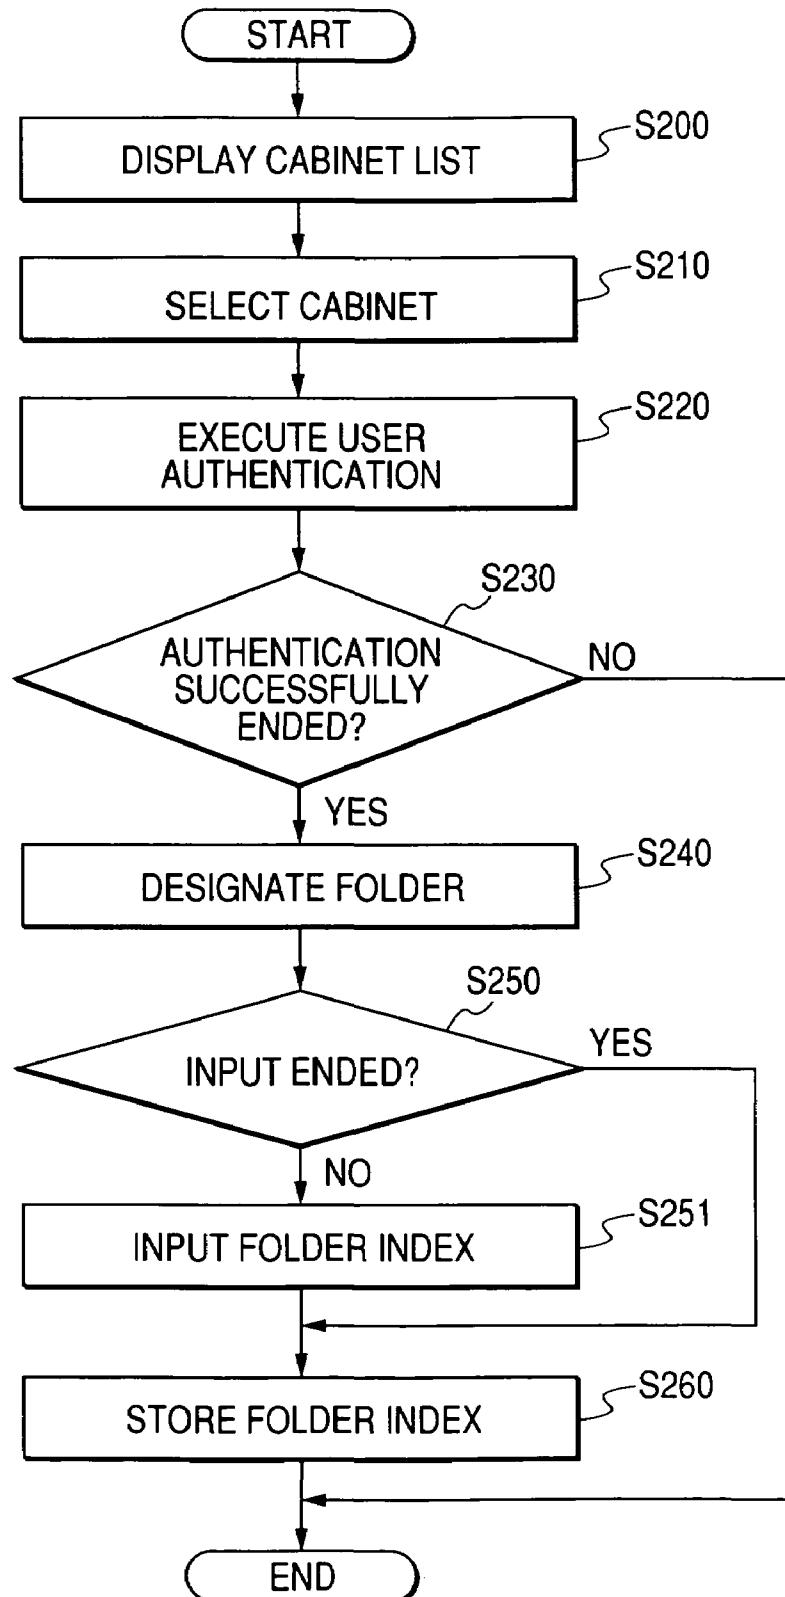 START
DISPLAY CABINET LIST
S200
SELECT CABINET
S210
EXECUTE USER
AUTHENTICATION
S220
S230
AUTHENTICATION
SUCCESSFULLY
ENDED?
NO
YES
DESIGNATE FOLDER
S240
S250
INPUT ENDED?
YES
NO
INPUT FOLDER INDEX
S251
STORE FOLDER INDEX
S260
END